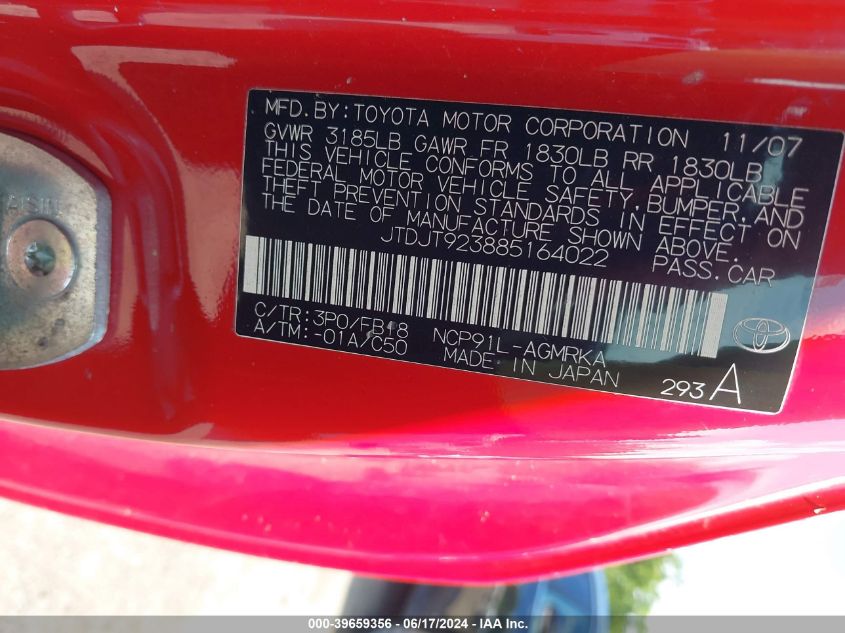 MFD. BY: TOYOTA MOTOR CORPORATION 11/07
GVWR 3185LB GAWR FR 1830LB RR 1830LB
THIS VEHICLE CONFORMS TO ALL APPLICABLE
FEDERAL MOTOR VEHICLE SAFETY, BUMPER, AND
THEFT PREVENTION STANDARDS IN EFFECT ON
THE DATE OF MANUFACTURE SHOWN ABOVE.
JTDJT923885164022 PASS. CAR
C/TR: 3P0/FB18 NCP91L-AGMRKA
A/TM: -01A/C50 MADE IN JAPAN
293 A
AISIN
000-39659356 - 06/17/2024 - IAA Inc.